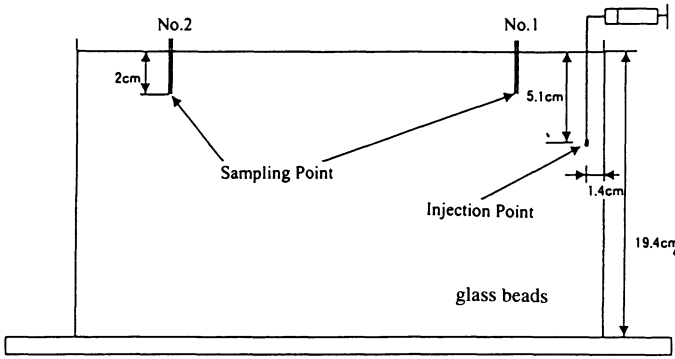 No.2
No.1
2cm
5.1cm
Sampling Point
1.4cm
Injection Point
19.4cm
glass beads